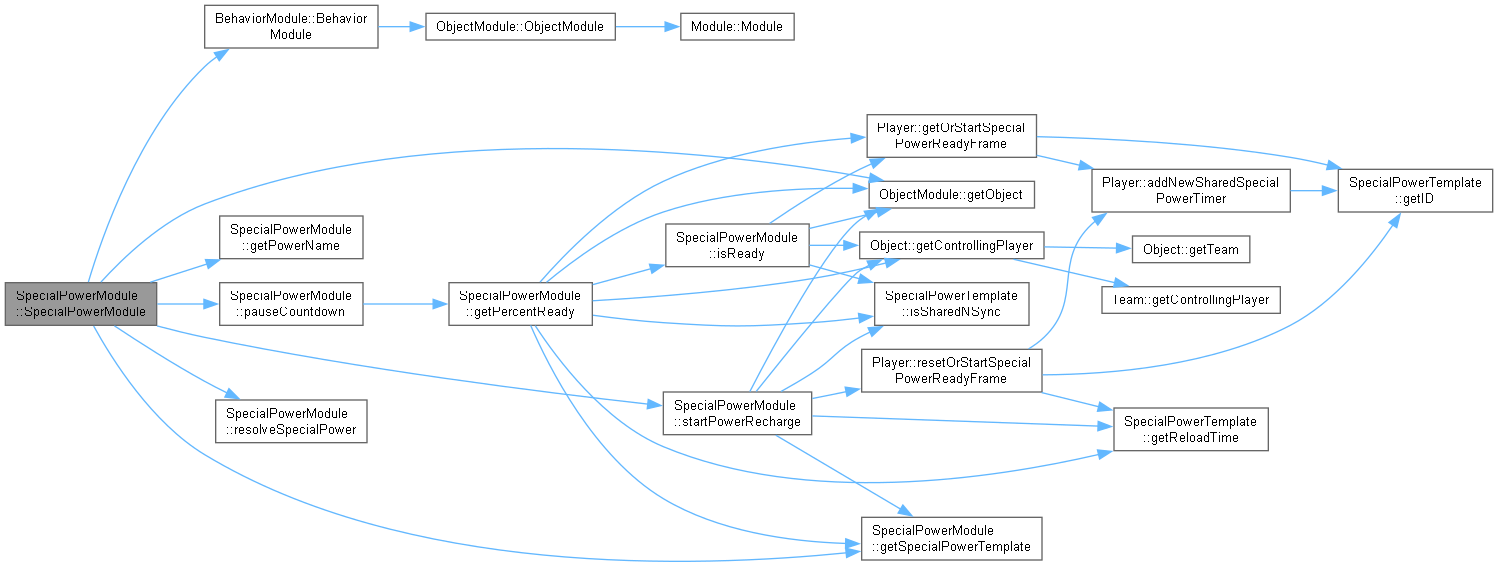 BehaviorModule::Behavior
Module
ObjectModule::ObjectModule
Module::Module
SpecialPowerModule
::SpecialPowerModule
SpecialPowerModule
::getPowerName
SpecialPowerModule
::pauseCountdown
SpecialPowerModule
::resolveSpecialPower
SpecialPowerModule
::getPercentReady
SpecialPowerModule
::isReady
SpecialPowerModule
::startPowerRecharge
Player::getOrStartSpecial
PowerReadyFrame
ObjectModule::getObject
Object::getControllingPlayer
SpecialPowerTemplate
::isSharedNSync
Player::resetOrStartSpecial
PowerReadyFrame
SpecialPowerModule
::getSpecialPowerTemplate
Player::addNewSharedSpecial
PowerTimer
Object::getTeam
Team::getControllingPlayer
SpecialPowerTemplate
::getReloadTime
SpecialPowerTemplate
::getID